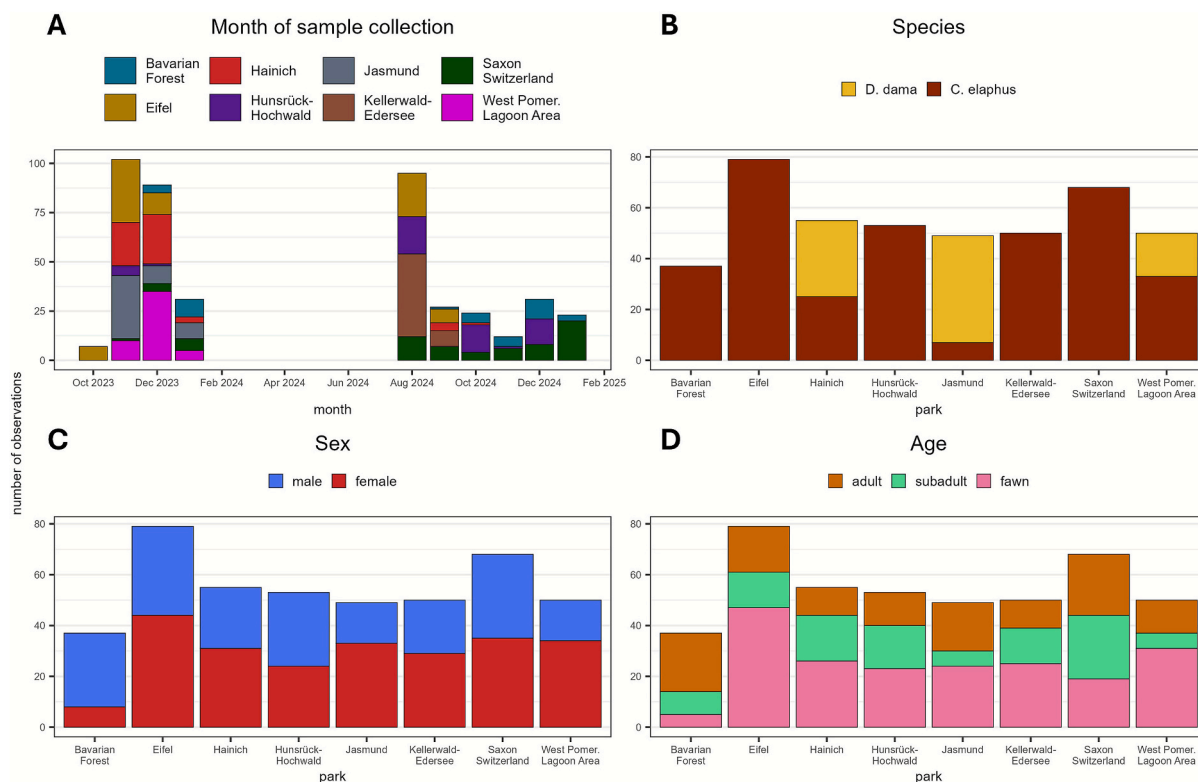 A
Month of sample collection
Bavarian
Forest
Hainich
Jasmund
Saxon
Switzerland
Eifel
Hunsrück-
Hochwald
Kellerwald-
Edersee
West Pomer.
Lagoon Area
100
75
50
25
0
Oct 2023
Dec 2023
Feb 2024
Apr 2024
Jun 2024
Aug 2024
Oct 2024
Dec 2024
Feb 2025
month
B
Species
D. dama
C. elaphus
80
60
40
20
0
Bavarian
Forest
Eifel
Hainich
Hunsrück-
Hochwald
Jasmund
Kellerwald-
Edersee
Saxon
Switzerland
West Pomer.
Lagoon Area
park
number of observations
C
Sex
male
female
80
60
40
20
0
Bavarian
Forest
Eifel
Hainich
Hunsrück-
Hochwald
Jasmund
Kellerwald-
Edersee
Saxon
Switzerland
West Pomer.
Lagoon Area
park
D
Age
adult
subadult
fawn
80
60
40
20
0
Bavarian
Forest
Eifel
Hainich
Hunsrück-
Hochwald
Jasmund
Kellerwald-
Edersee
Saxon
Switzerland
West Pomer.
Lagoon Area
park